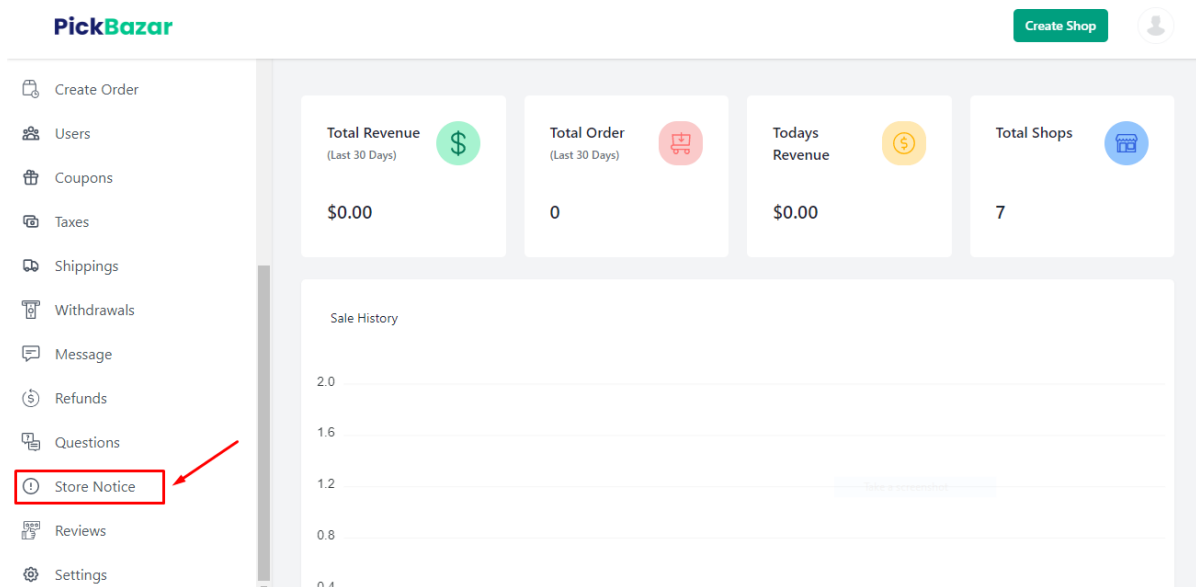 PickBazar
Create Shop
Create Order
Users
Coupons
Taxes
Shippings
Withdrawals
Message
Refunds
Questions
Store Notice
Reviews
Settings
Total Revenue
(Last 30 Days)
$0.00
Total Order
(Last 30 Days)
0
Todays
Revenue
$0.00
Total Shops
7
Sale History
2.0
1.6
1.2
0.8
0.4